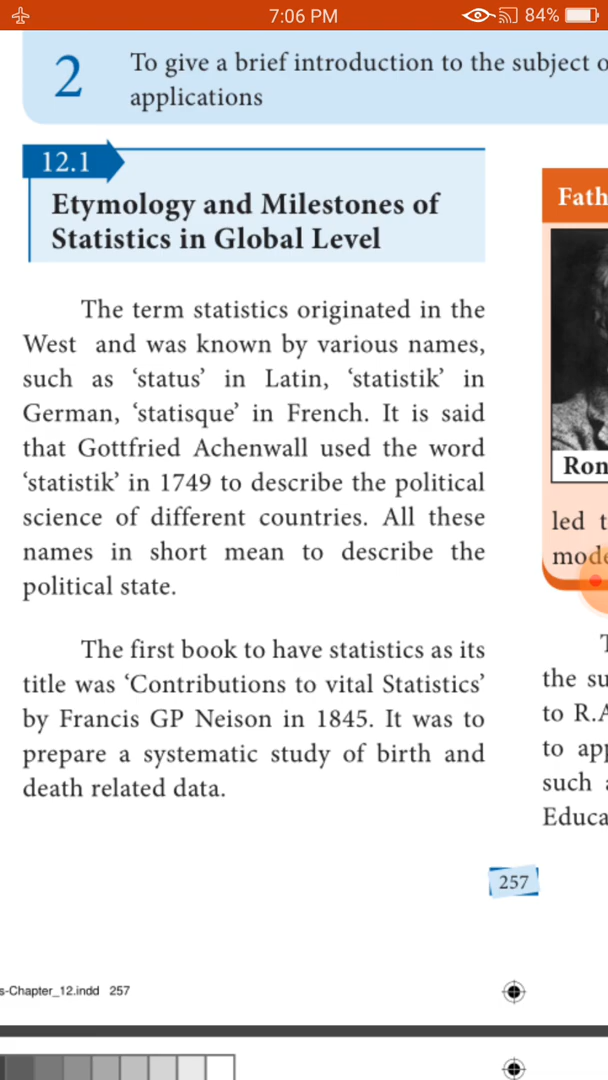 7:06 PM
84%
2
To give a brief introduction to the subject
applications
12.1
Etymology and Milestones of
Statistics in Global Level
The term statistics originated in the
West and was known by various names,
such as ‘status’ in Latin, ‘statistik’ in
German, ‘statisque’ in French. It is said
that Gottfried Achenwall used the word
‘statistik’ in 1749 to describe the political
science of different countries. All these
names in short mean to describe the
political state.
The first book to have statistics as its
title was ‘Contributions to vital Statistics’
by Francis GP Neison in 1845. It was to
prepare a systematic study of birth and
death related data.
Fath
Ron
led
mode
the su
to R.A
to app
such
Educa
257
s-Chapter_12.indd 257